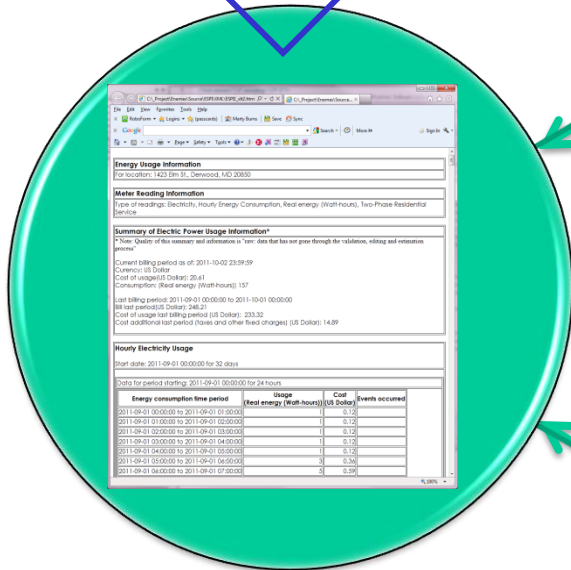 File Edit View Favorites Tools Help
RoboForm Logins (passcards) Marty Burns Save Sync
Google Search More Sign In
Page Safety Tools
Energy Usage Information
For location: 1423 Elm St., Derwood, MD 20850
Meter Reading Information
Type of readings: Electricity, Hourly Energy Consumption, Real energy (Watt-hours), Two-Phase Residential
Service
Summary of Electric Power Usage Information*
* Note: Quality of this summary and information is "raw: data that has not gone through the validation, editing and estimation
process"
Current billing period as of: 2011-10-02 23:59:59
Curency: US Dollar
Cost of usage(US Dollar): 20.61
Consumption: (Real energy (Watt-hours)) 157
Last billing period: 2011-09-01 00:00:00 to 2011-10-01 00:00:00
Bill last period(US Dollar): 248.21
Cost of usage last billing period (US Dollar): 233.32
Cost additional last period (taxes and other fixed charges) (US Dollar): 14.89
Hourly Electricity Usage
Start date: 2011-09-01 00:00:00 for 32 days
Data for period starting: 2011-09-01 00:00:00 for 24 hours
Energy consumption time period Usage (Real energy (Watt-hours)) Cost (US Dollar) Events occurred
2011-09-01 00:00:00 to 2011-09-01 01:00:00 1 0.12
2011-09-01 01:00:00 to 2011-09-01 02:00:00 1 0.12
2011-09-01 02:00:00 to 2011-09-01 03:00:00 1 0.12
2011-09-01 03:00:00 to 2011-09-01 04:00:00 1 0.12
2011-09-01 04:00:00 to 2011-09-01 05:00:00 1 0.12
2011-09-01 05:00:00 to 2011-09-01 06:00:00 3 0.36
2011-09-01 06:00:00 to 2011-09-01 07:00:00 5 0.59
100%